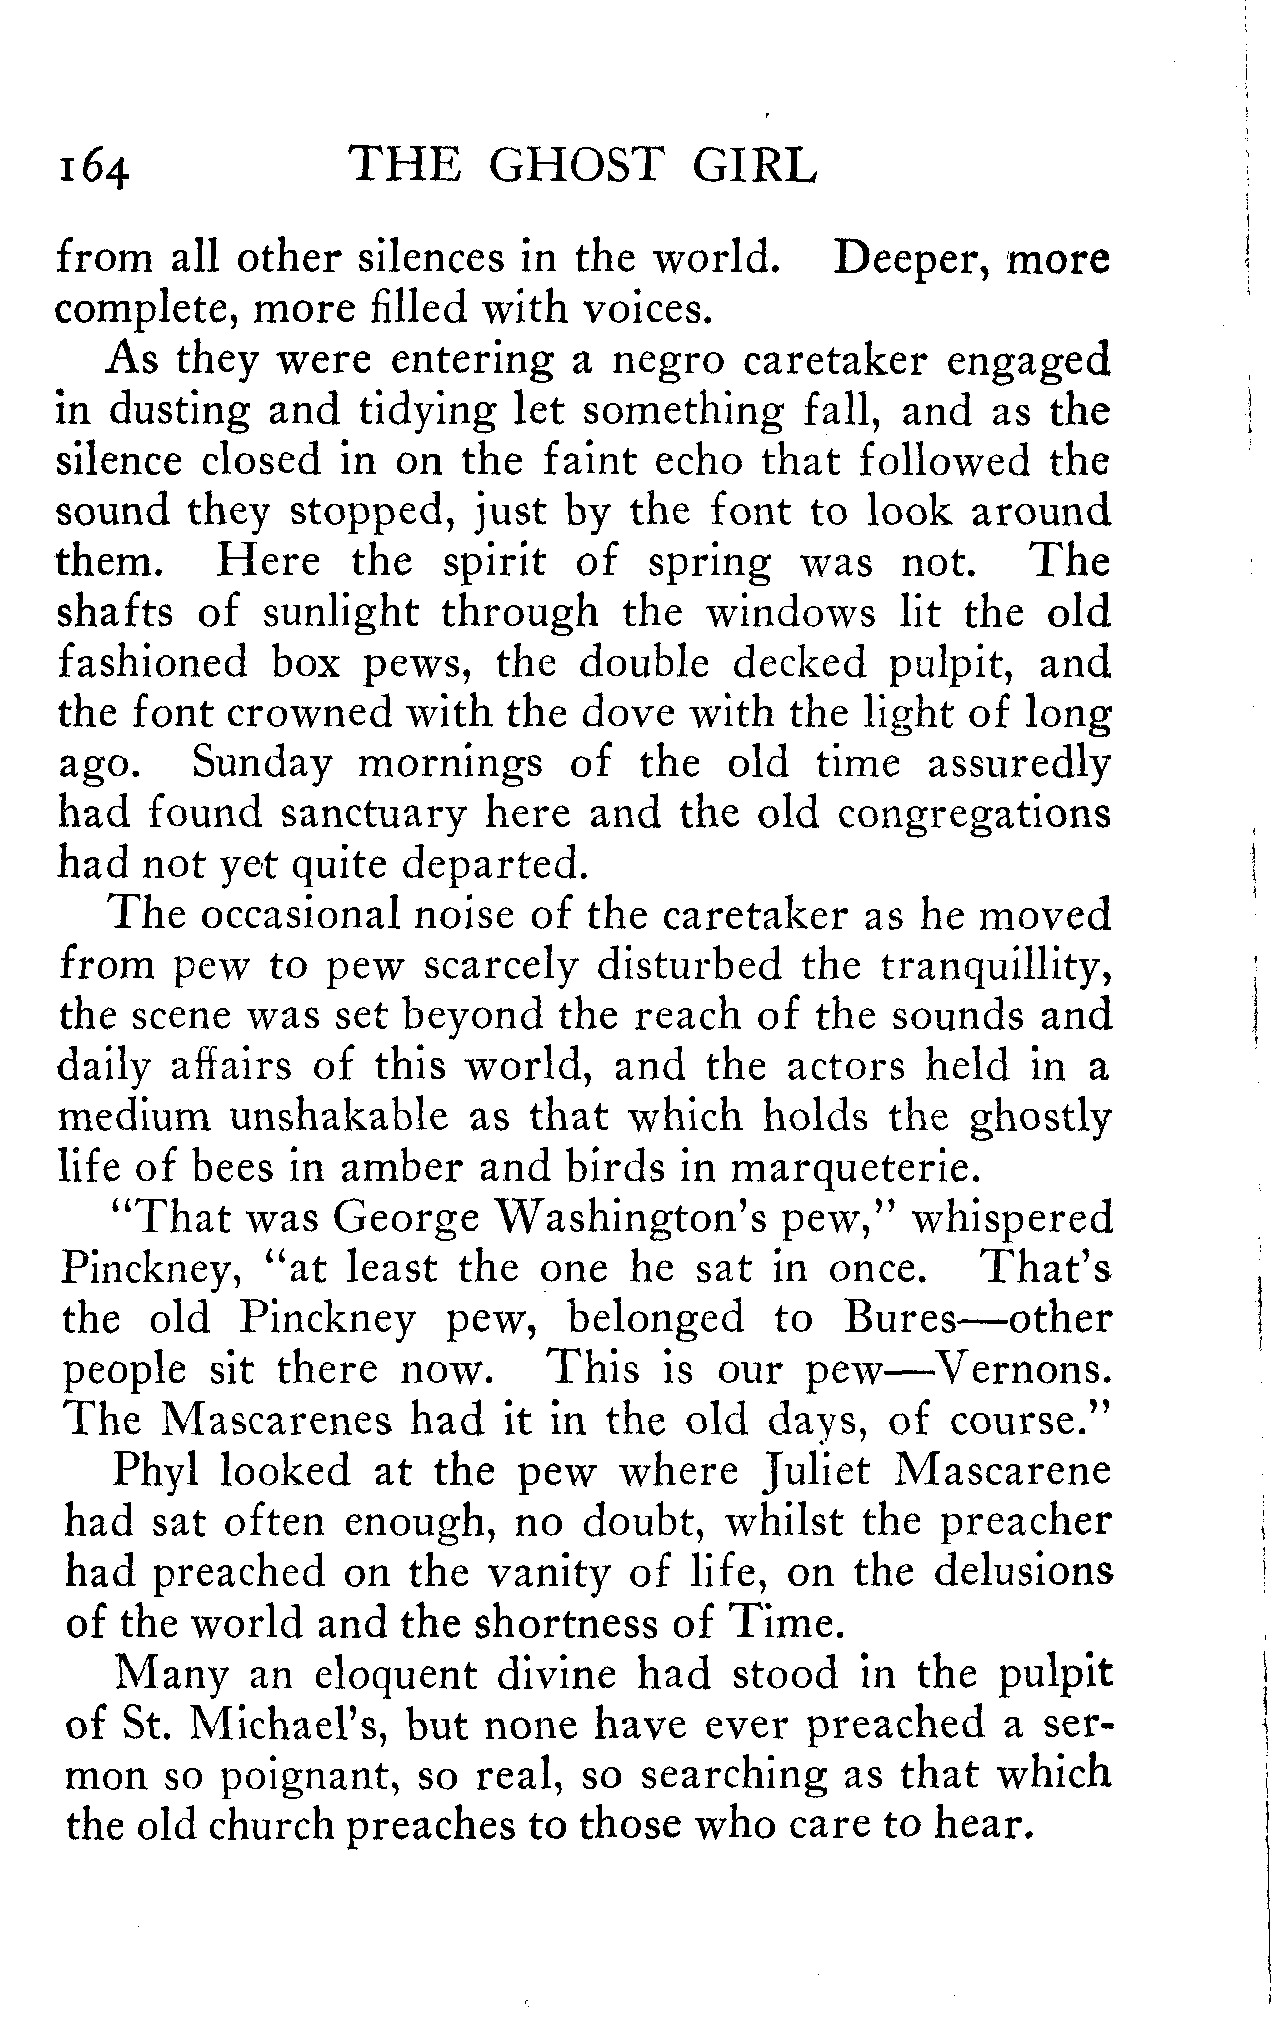 164 THE GHOST GIRL
from all other silences in the world. Deeper, more
complete, more filled with voices.
As they were entering a negro caretaker engaged
in dusting and tidying let something fall, and as the
silence closed in on the faint echo that followed the
sound they stopped, just by the font to look around
them. Here the spirit of spring was not. The
shafts of sunlight through the windows lit the old
fashioned box pews, the double decked pulpit, and
the font crowned with the dove with the light of long
ago. Sunday mornings of the old time assuredly
had found sanctuary here and the old congregations
had not yet quite departed.
The occasional noise of the caretaker as he moved
from pew to pew scarcely disturbed the tranquillity,
the scene was set beyond the reach of the sounds and
daily affairs of this world, and the actors held in a
medium unshakable as that which holds the ghostly
life of bees in amber and birds in marqueterie.
"That was George Washington's pew," whispered
Pinckney, "at least the one he sat in once. That's
the old Pinckney pew, belonged to Bures—other
people sit there now. This is our pew—Vernons.
The Mascarenes had it in the old days, of course."
Phyl looked at the pew where Juliet Mascarene
had sat often enough, no doubt, whilst the preacher
had preached on the vanity of life, on the delusions
of the world and the shortness of Time.
Many an eloquent divine had stood in the pulpit
of St. Michael's, but none have ever preached a ser-
mon so poignant, so real, so searching as that which
the old church preaches to those who care to hear.